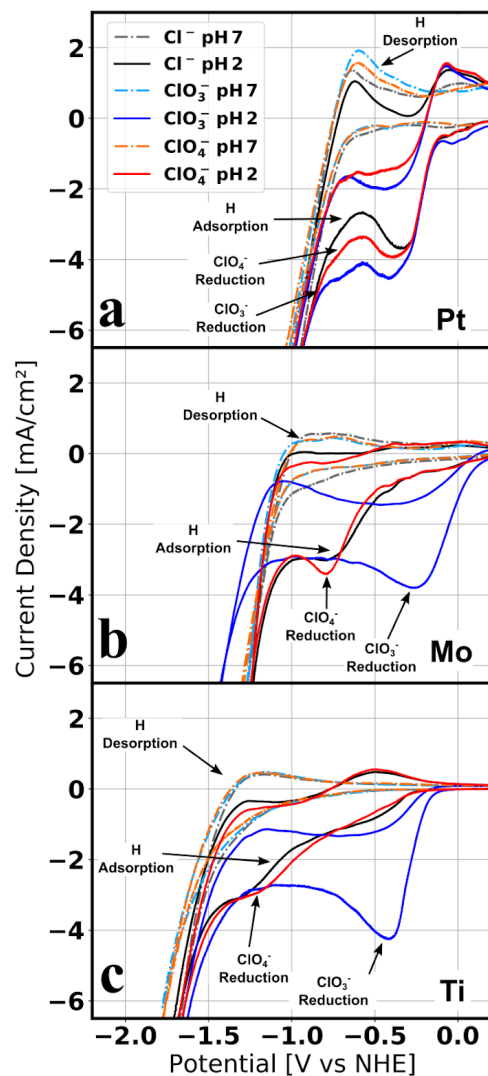 Current Density [mA/cm²]
2
0
−2
−4
−6
Cl⁻ pH 7
Cl⁻ pH 2
ClO₃⁻ pH 7
ClO₃⁻ pH 2
ClO₄⁻ pH 7
ClO₄⁻ pH 2
H
Desorption
H
Adsorption
ClO₄⁻
Reduction
ClO₃⁻
Reduction
a
Pt
2
0
−2
−4
−6
H
Desorption
H
Adsorption
ClO₄⁻
Reduction
ClO₃⁻
Reduction
b
Mo
2
0
−2
−4
−6
H
Desorption
H
Adsorption
ClO₄⁻
Reduction
ClO₃⁻
Reduction
c
Ti
−2.0 −1.5 −1.0 −0.5 0.0
Potential [V vs NHE]